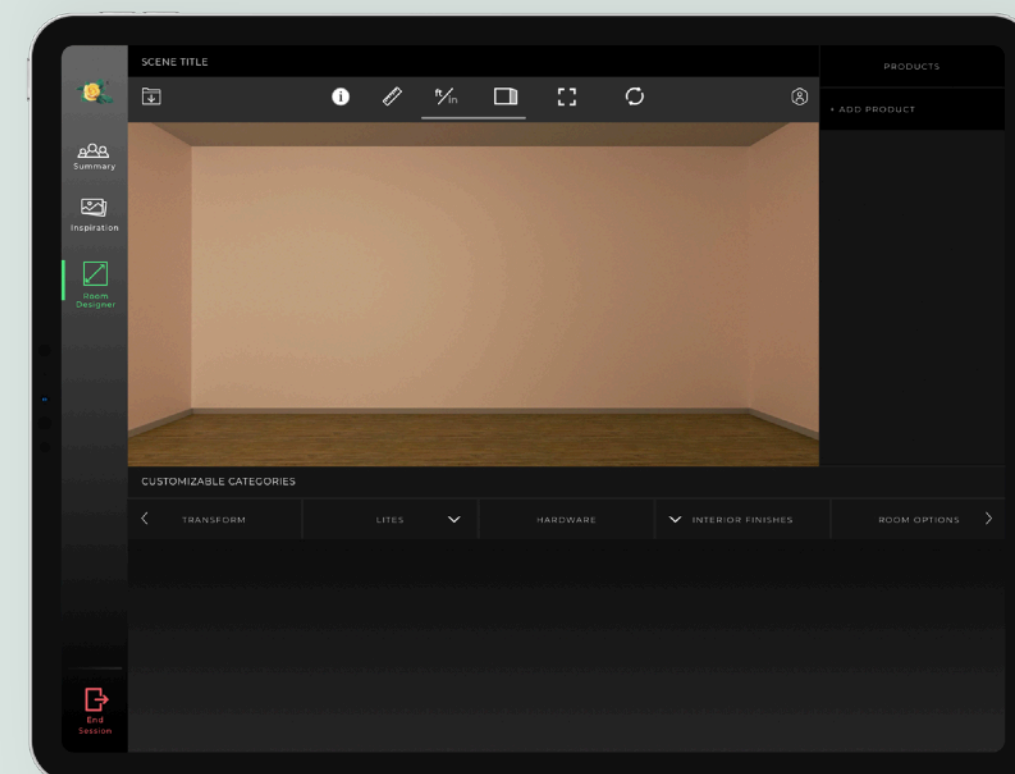 SCENE TITLE
PRODUCTS
ft/in
+ ADD PRODUCT
Summary
Inspiration
Room
Designer
CUSTOMIZABLE CATEGORIES
TRANSFORM
LITES
HARDWARE
INTERIOR FINISHES
ROOM OPTIONS
End
Session